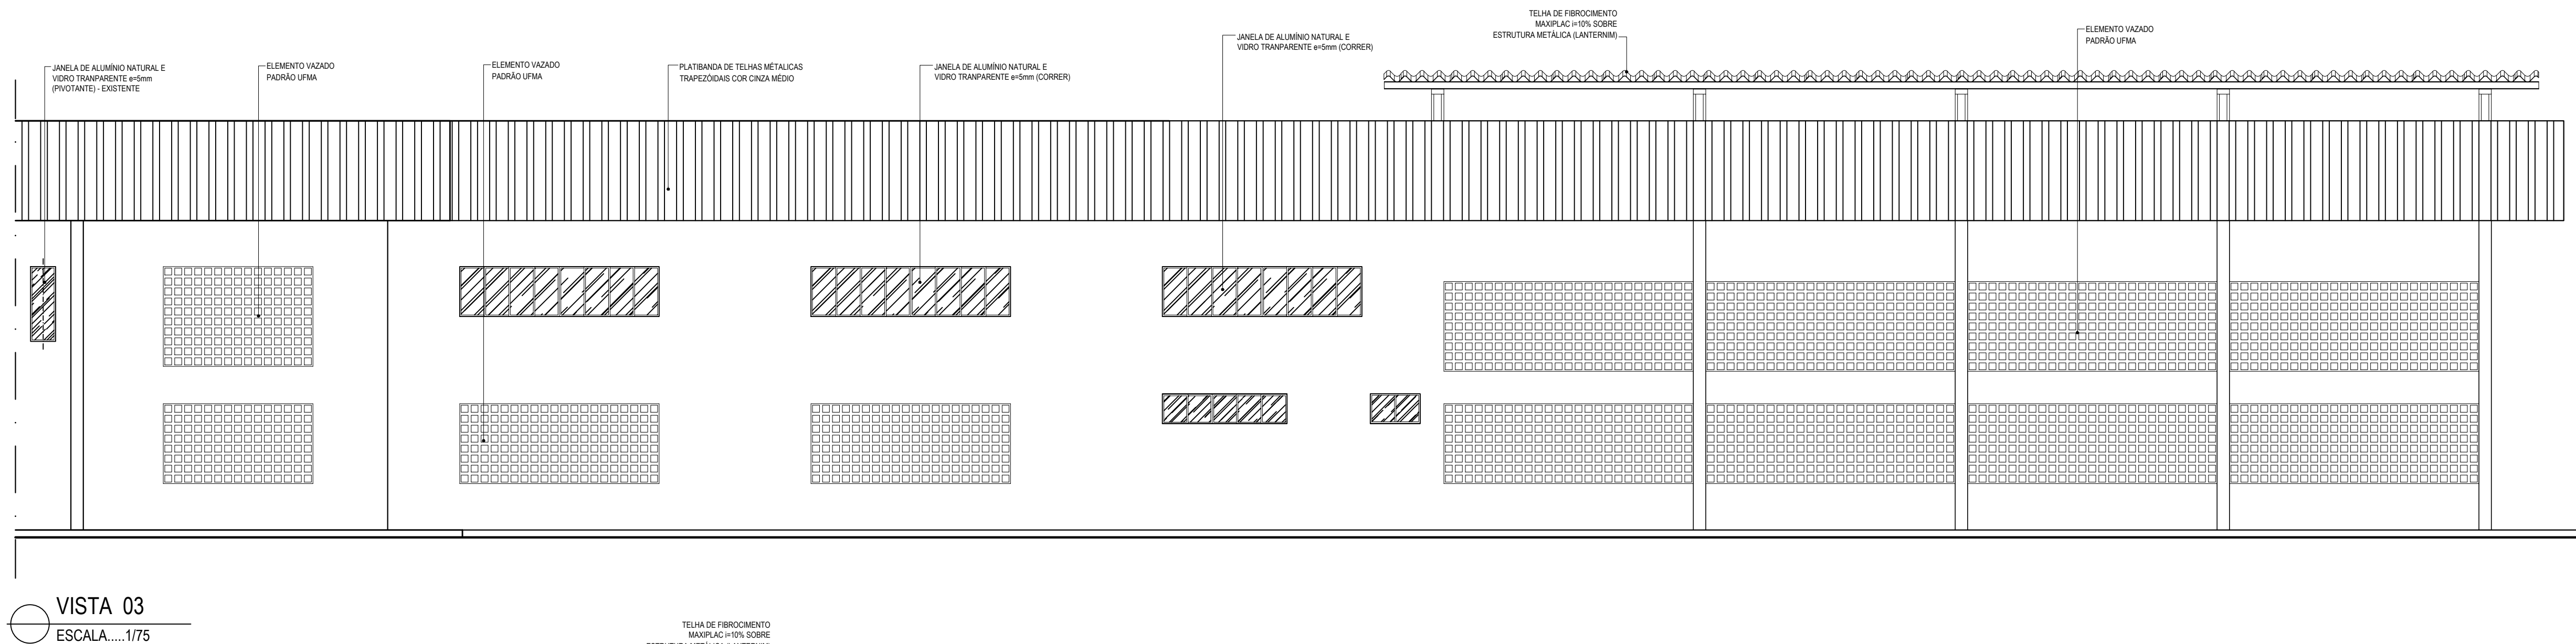 TELHA DE FIBROCIMENTO
MAXIPLAC i=10% SOBRE
ESTRUTURA METÁLICA (LANTERNIM)
JANELA DE ALUMÍNIO NATURAL E
VIDRO TRANPARENTE e=5mm (CORRER)
ELEMENTO VAZADO
PADRÃO UFMA
JANELA DE ALUMÍNIO NATURAL E
VIDRO TRANPARENTE e=5mm
(PIVOTANTE) - EXISTENTE
ELEMENTO VAZADO
PADRÃO UFMA
ELEMENTO VAZADO
PADRÃO UFMA
PLATIBANDA DE TELHAS MÉTALICAS
TRAPEZÓIDAIS COR CINZA MÉDIO
JANELA DE ALUMÍNIO NATURAL E
VIDRO TRANPARENTE e=5mm (CORRER)
VISTA 03
ESCALA.....1/75
TELHA DE FIBROCIMENTO
MAXIPLAC i=10% SOBRE